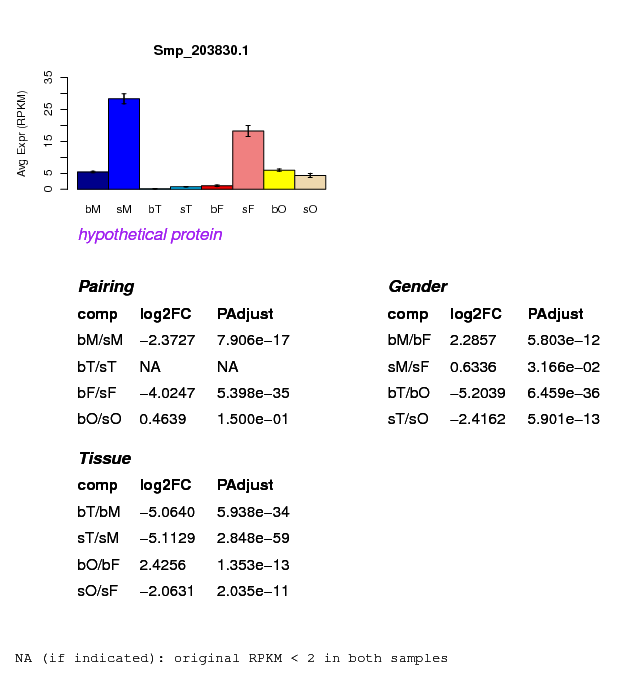 Smp_203830.1
Avg Expr (RPKM)
35
25
15
5
0
bM sM bT sT bF sF bO sO
hypothetical protein
Pairing
comp log2FC PAdjust
bM/sM −2.3727 7.906e−17
bT/sT NA NA
bF/sF −4.0247 5.398e−35
bO/sO 0.4639 1.500e−01
Gender
comp log2FC PAdjust
bM/bF 2.2857 5.803e−12
sM/sF 0.6336 3.166e−02
bT/bO −5.2039 6.459e−36
sT/sO −2.4162 5.901e−13
Tissue
comp log2FC PAdjust
bT/bM −5.0640 5.938e−34
sT/sM −5.1129 2.848e−59
bO/bF 2.4256 1.353e−13
sO/sF −2.0631 2.035e−11
NA (if indicated): original RPKM < 2 in both samples